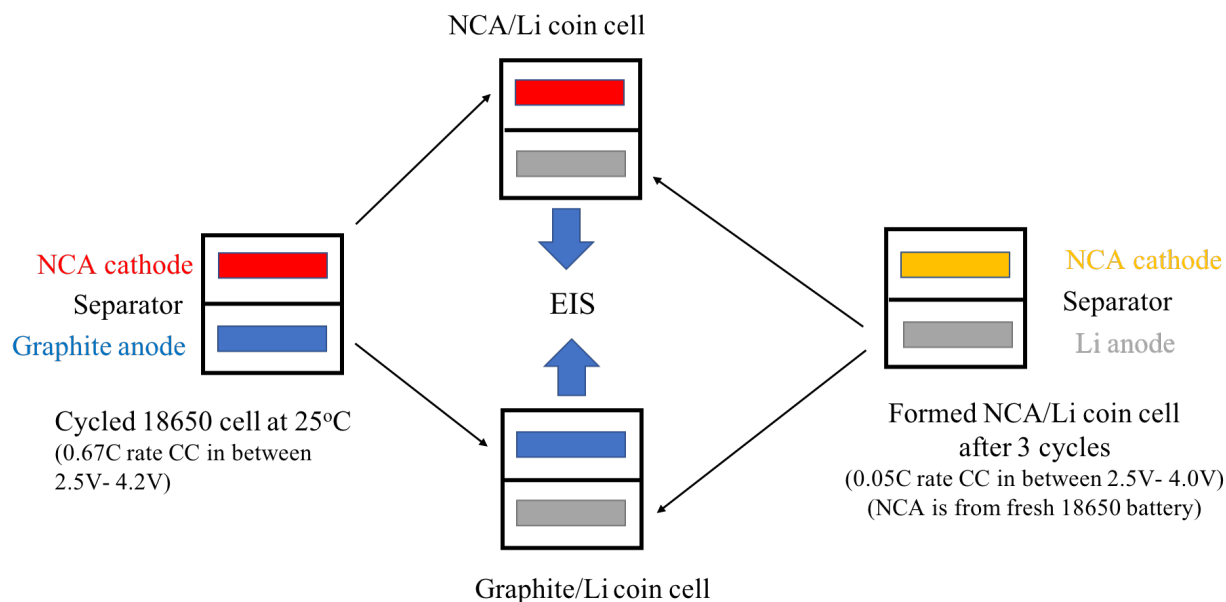 NCA/Li coin cell
NCA cathode
Separator
Graphite anode
Cycled 18650 cell at 25°C
(0.67C rate CC in between
2.5V- 4.2V)
EIS
NCA cathode
Separator
Li anode
Formed NCA/Li coin cell
after 3 cycles
(0.05C rate CC in between 2.5V- 4.0V)
(NCA is from fresh 18650 battery)
Graphite/Li coin cell